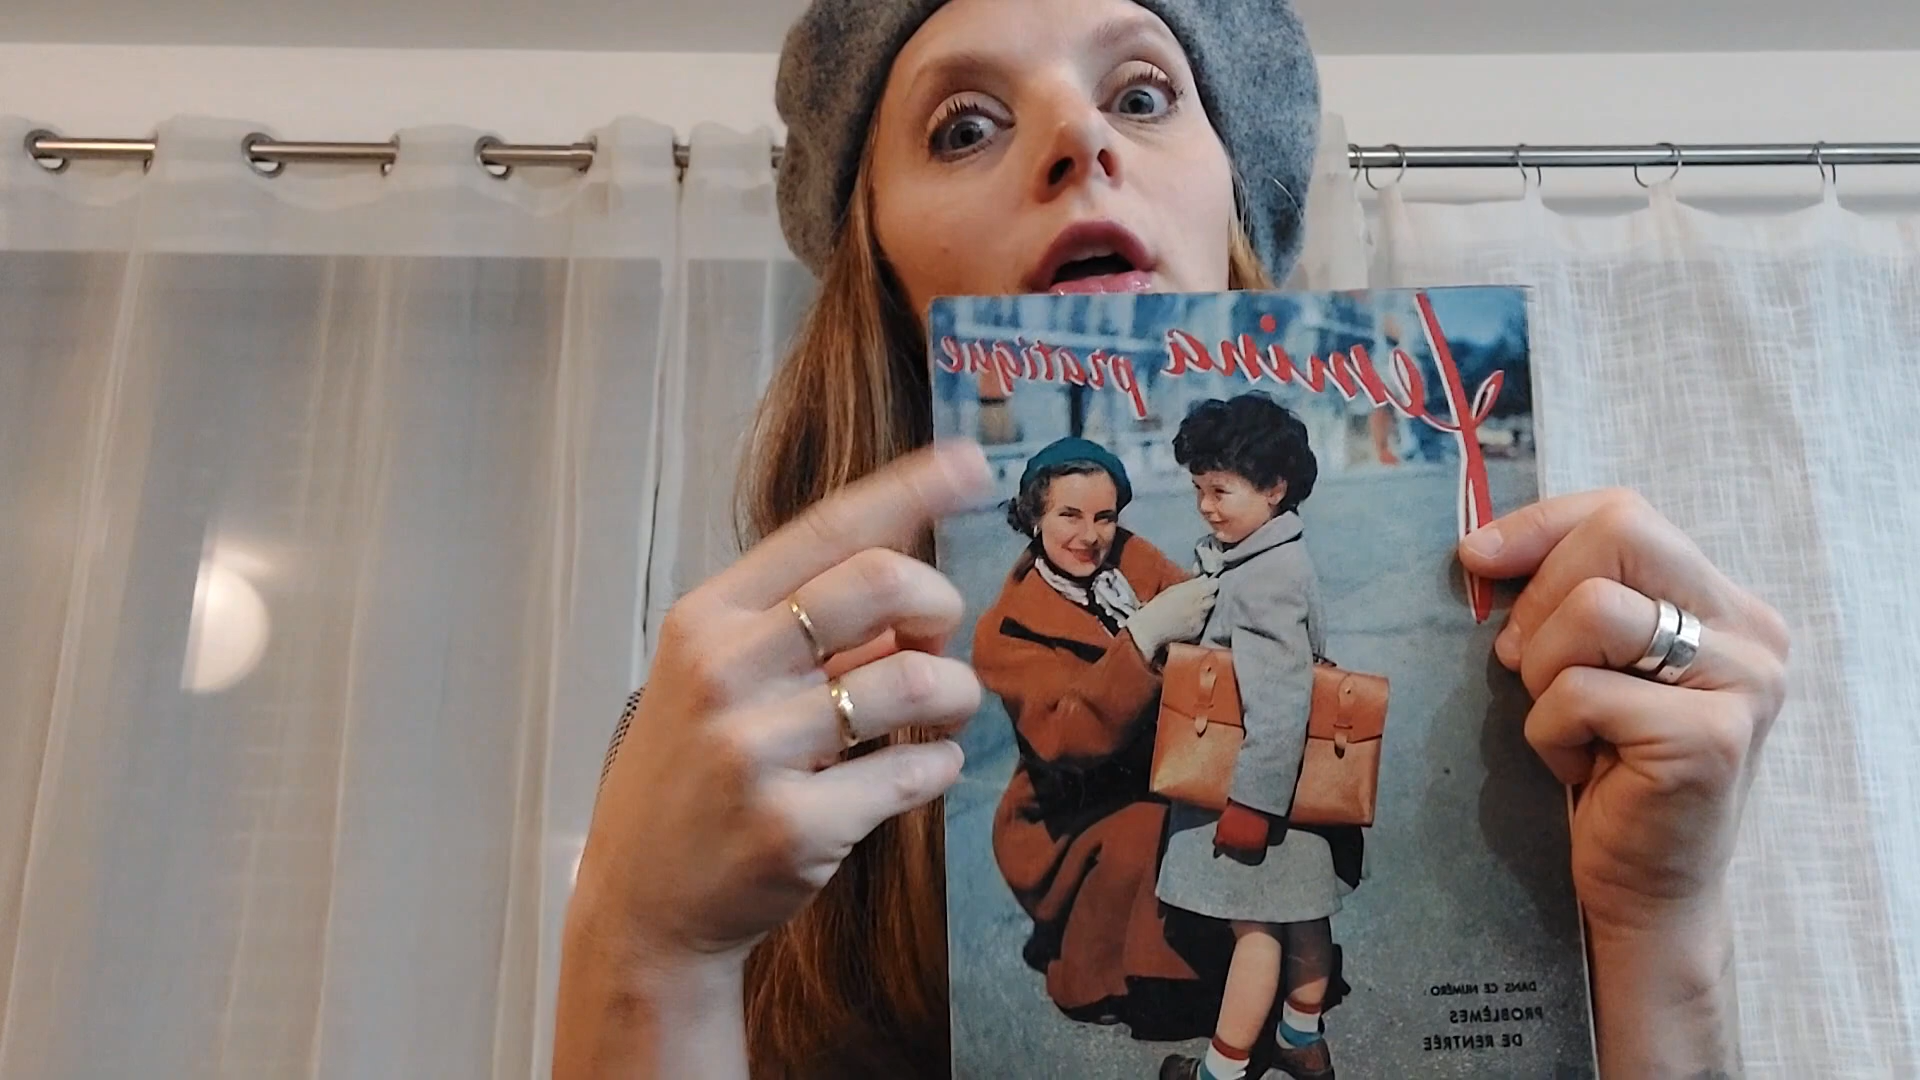 Femina pratique
DANS CE NUMÉRO :
PROBLÈMES
DE RENTRÉE